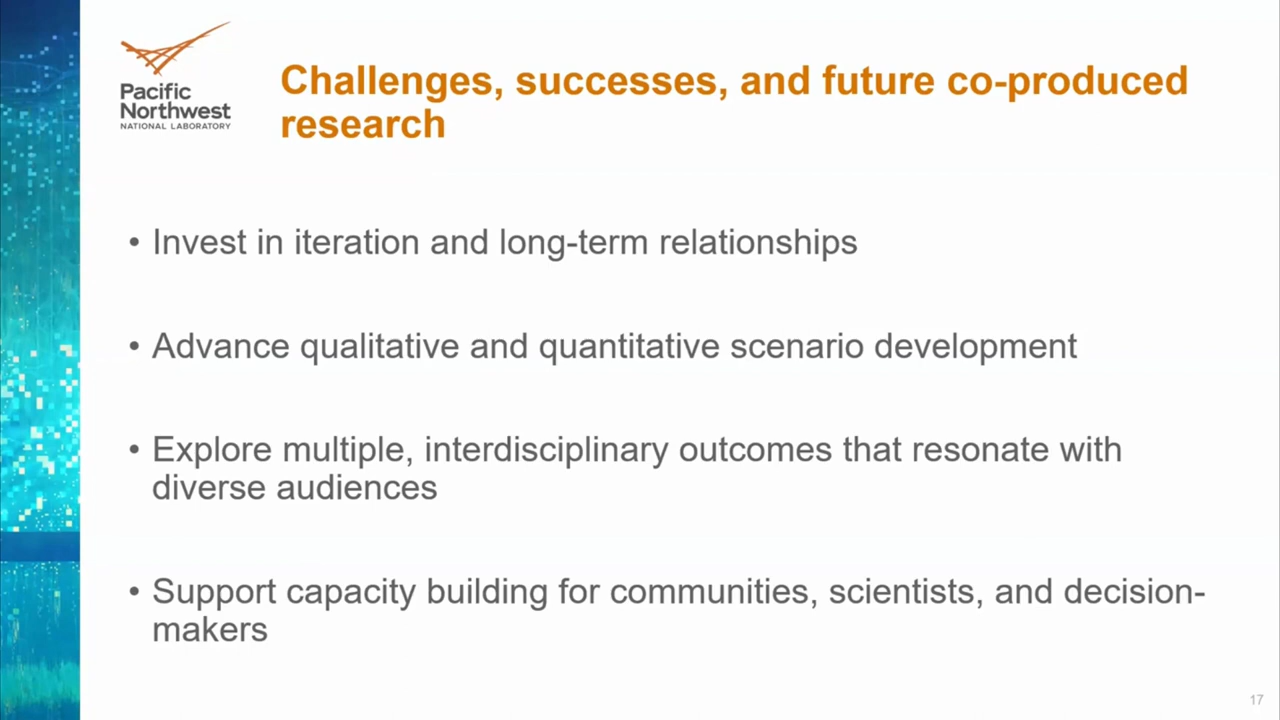 Pacific
Northwest
NATIONAL LABORATORY
Challenges, successes, and future co-produced
research
• Invest in iteration and long-term relationships
• Advance qualitative and quantitative scenario development
• Explore multiple, interdisciplinary outcomes that resonate with
diverse audiences
• Support capacity building for communities, scientists, and decision-
makers
17